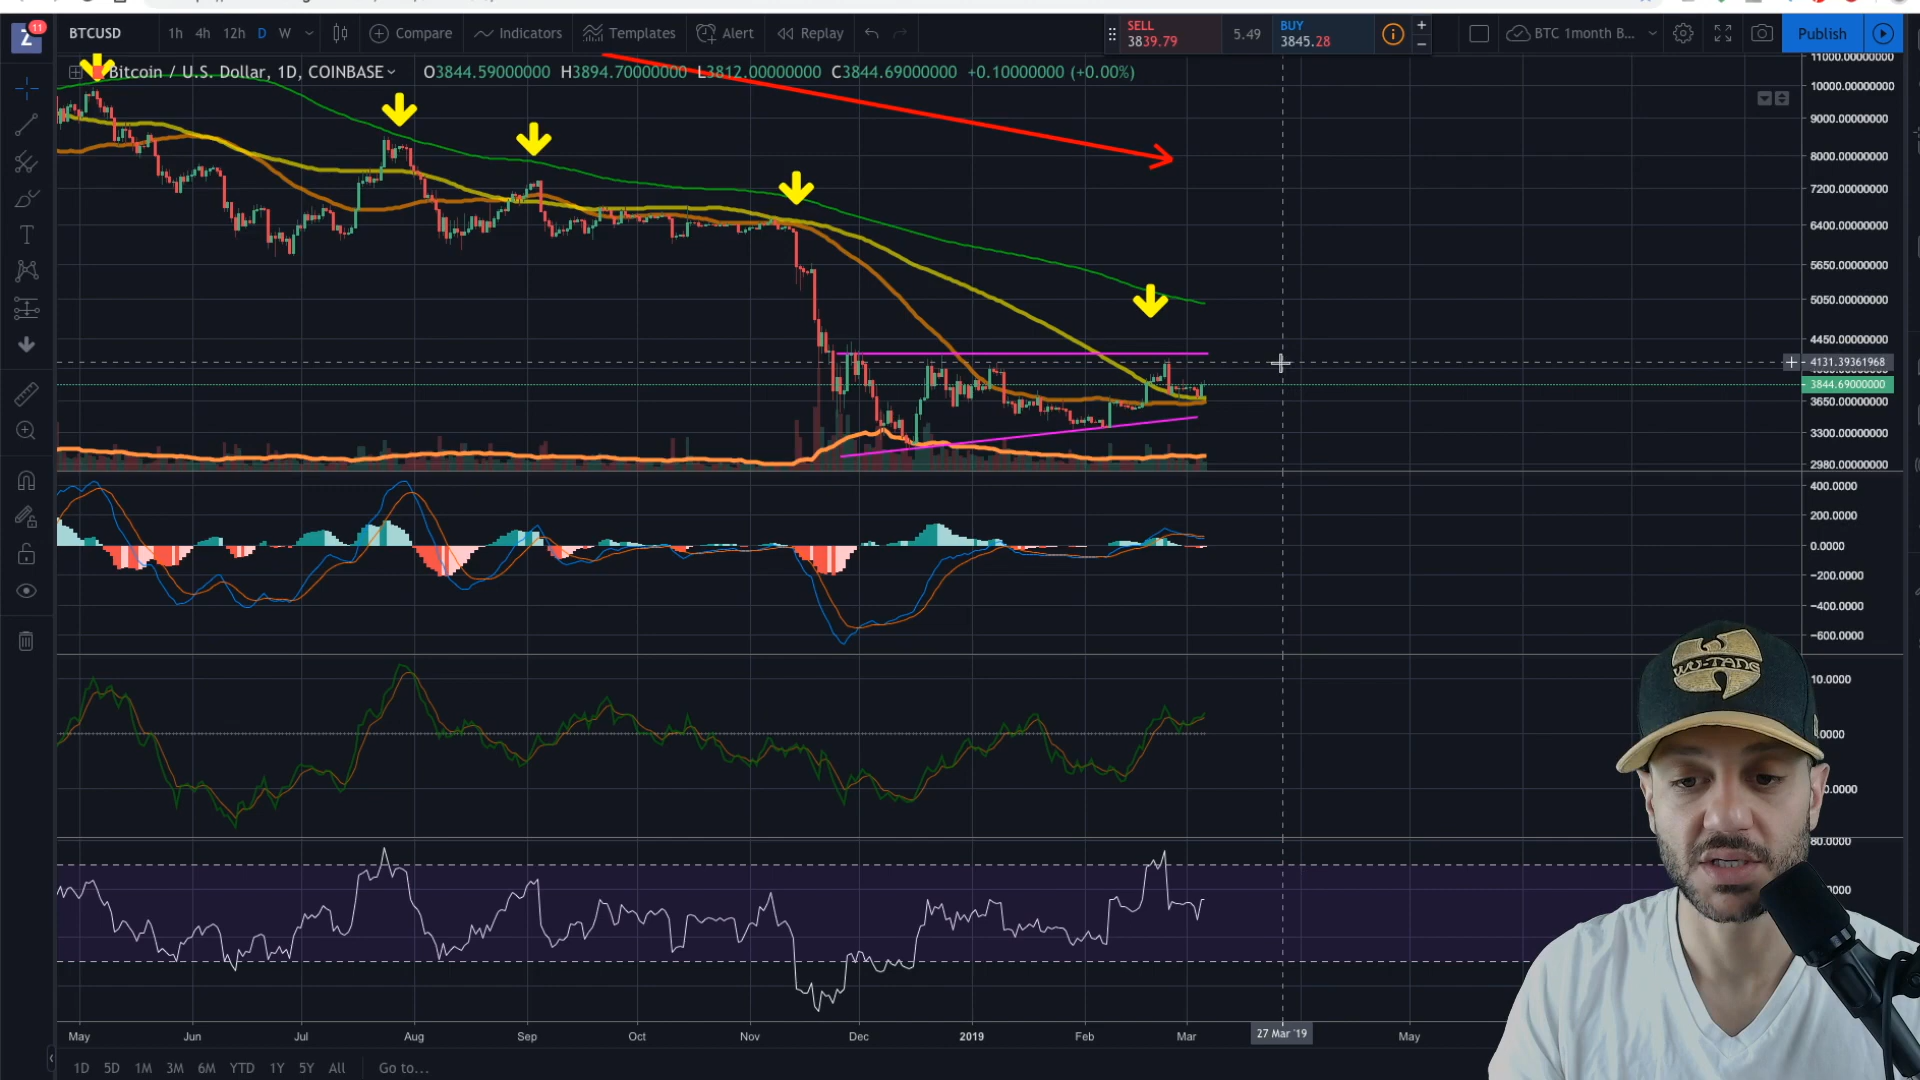 11
BTCUSD
1h 4h 12h D W
Compare
Indicators
Templates
Alert
Replay
SELL
3839.79
5.49
BUY
3845.28
BTC 1month B...
Publish
Bitcoin / U.S. Dollar, 1D, COINBASE
O3844.59000000 H3894.70000000 L3812.00000000 C3844.69000000 +0.10000000 (+0.00%)
11000.00000000
10000.00000000
9000.00000000
8000.00000000
7200.00000000
6400.00000000
5650.00000000
5050.00000000
4450.00000000
4131.39361968
3844.69000000
3650.00000000
3300.00000000
2980.00000000
400.0000
200.0000
0.0000
−200.0000
−400.0000
−600.0000
10.0000
80.0000
WU-TANG
May Jun Jul Aug Sep Oct Nov Dec 2019 Feb Mar 27 Mar '19 May
1D 5D 1M 3M 6M YTD 1Y 5Y All Go to...